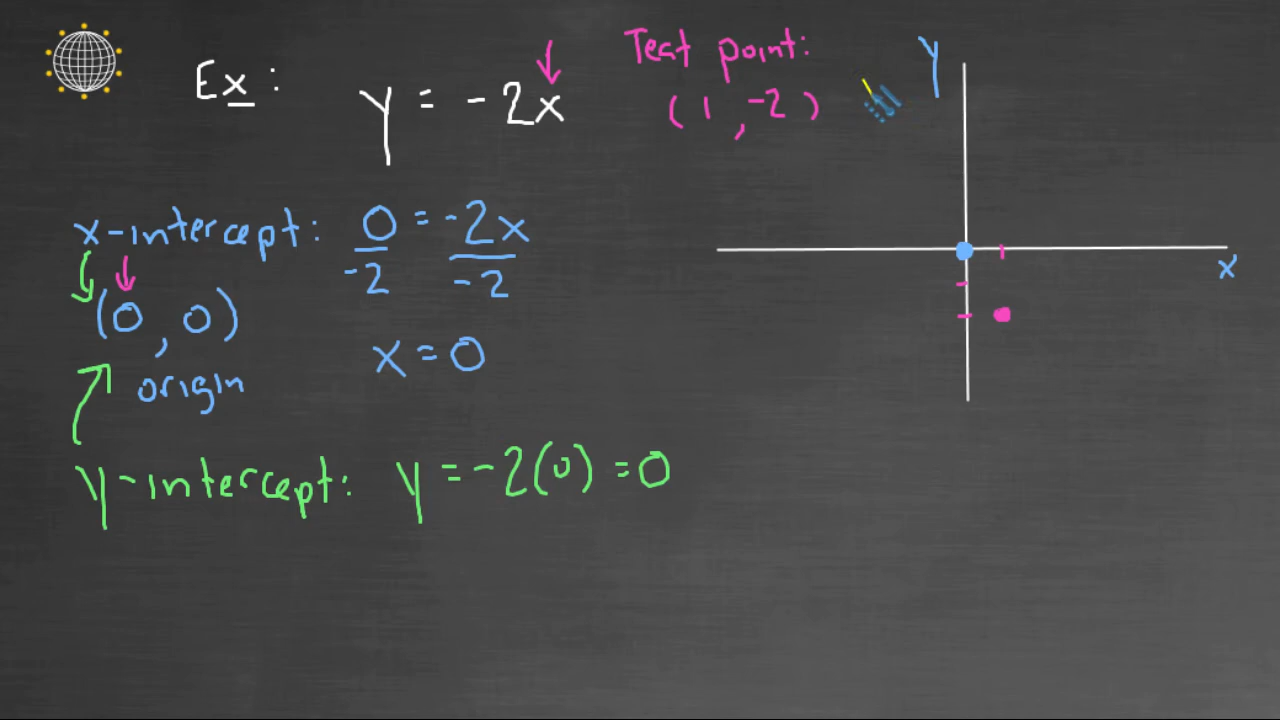 Ex: y = -2x
Test point:
(1, -2)
y
x
x-intercept: 0 = -2x
-2 -2
(0, 0)
x = 0
origin
y-intercept: y = -2(0) = 0